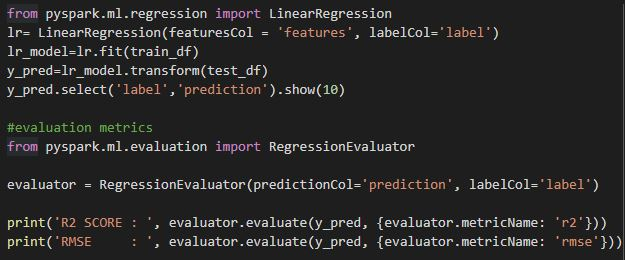 from pyspark.ml.regression import LinearRegression
lr= LinearRegression(featuresCol = 'features', labelCol='label')
lr_model=lr.fit(train_df)
y_pred=lr_model.transform(test_df)
y_pred.select('label','prediction').show(10)
#evaluation metrics
from pyspark.ml.evaluation import RegressionEvaluator
evaluator = RegressionEvaluator(predictionCol='prediction', labelCol='label')
print('R2 SCORE : ', evaluator.evaluate(y_pred, {evaluator.metricName: 'r2'}))
print('RMSE     : ', evaluator.evaluate(y_pred, {evaluator.metricName: 'rmse'}))